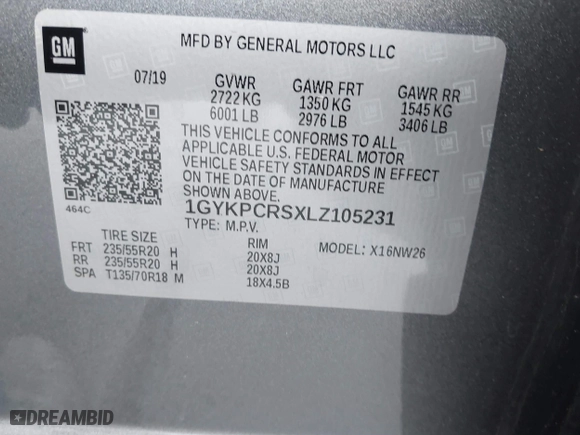 GM
MFD BY GENERAL MOTORS LLC
07/19 GVWR GAWR FRT GAWR RR
2722 KG 1350 KG 1545 KG
6001 LB 2976 LB 3406 LB
THIS VEHICLE CONFORMS TO ALL
APPLICABLE U.S. FEDERAL MOTOR
VEHICLE SAFETY STANDARDS IN EFFECT
ON THE DATE OF MANUFACTURE
SHOWN ABOVE.
464C
1GYKPCRSXLZ105231
TYPE: M.P.V. MODEL: X16NW26
TIRE SIZE RIM
FRT 235/55R20 H 20X8J
RR 235/55R20 H 20X8J
SPA T135/70R18 M 18X4.5B
DREAMBID